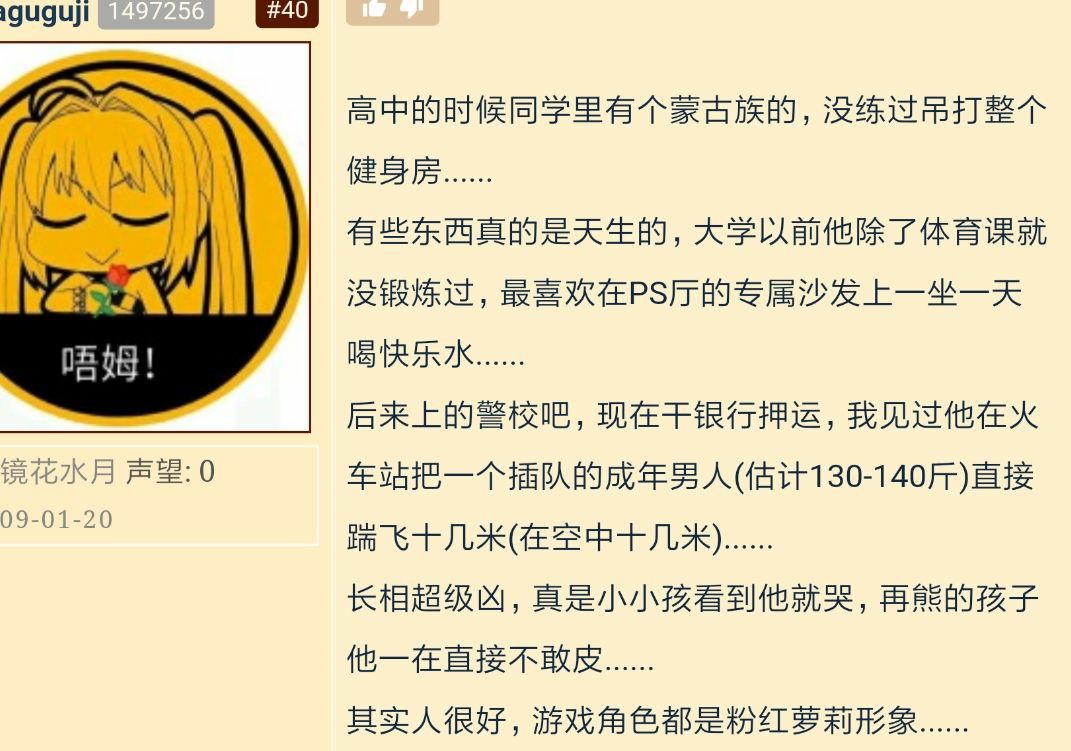 aguguji 1497256 #40
唔姆!
镜花水月 声望: 0
09-01-20
高中的时候同学里有个蒙古族的, 没练过吊打整个
健身房......
有些东西真的是天生的, 大学以前他除了体育课就
没锻炼过, 最喜欢在PS厅的专属沙发上一坐一天
喝快乐水......
后来上的警校吧, 现在干银行押运, 我见过他在火
车站把一个插队的成年男人(估计130-140斤)直接
踹飞十几米(在空中十几米)......
长相超级凶, 真是小小孩看到他就哭, 再熊的孩子
他一在直接不敢皮......
其实人很好, 游戏角色都是粉红萝莉形象......